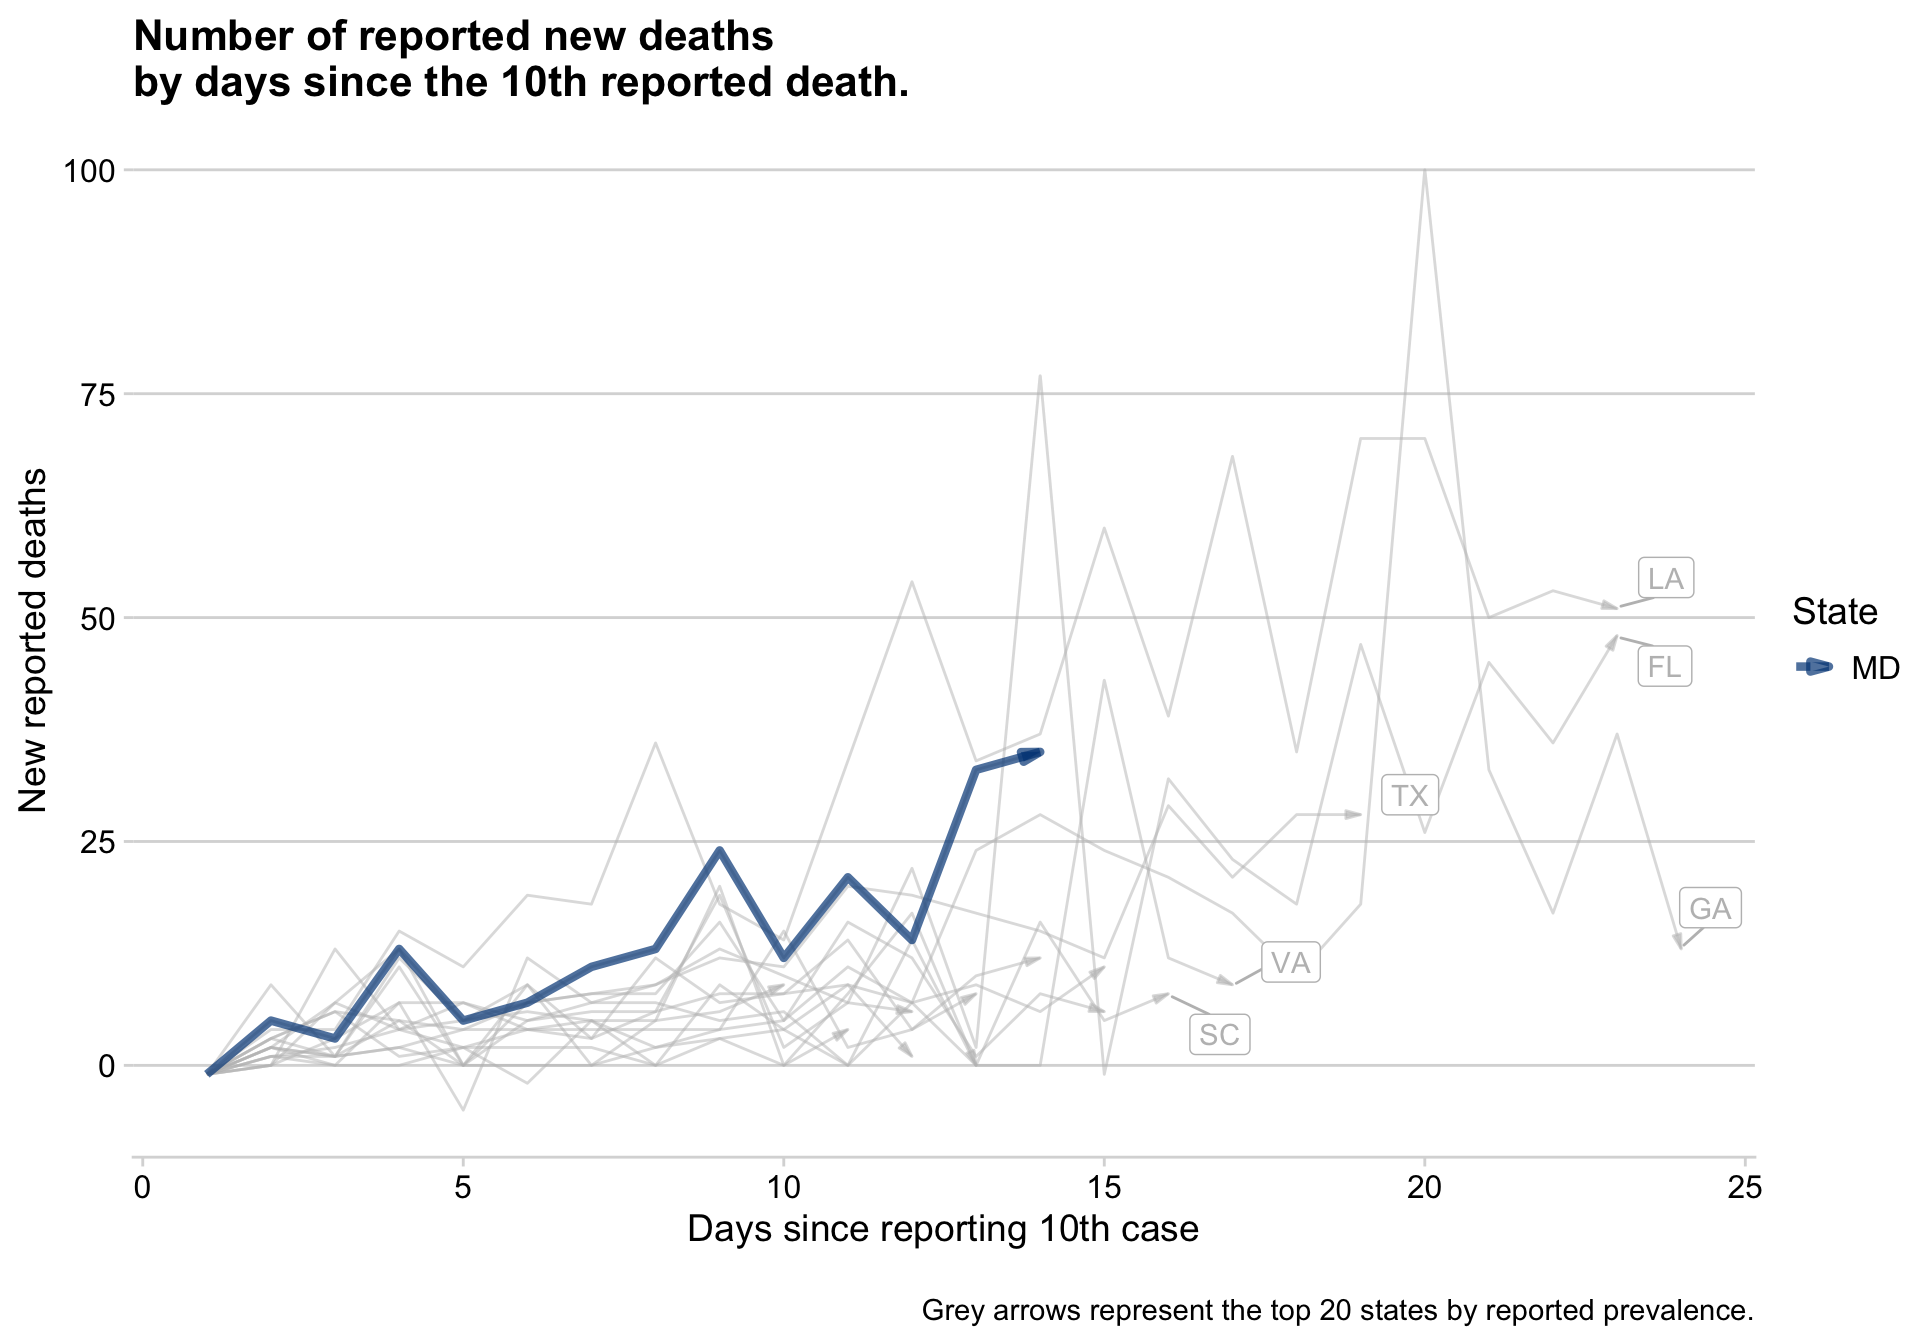 Number of reported new deaths
by days since the 10th reported death.
100
75
50
25
0
New reported deaths
LA
FL
TX
GA
VA
SC
State
MD
0 5 10 15 20 25
Days since reporting 10th case
Grey arrows represent the top 20 states by reported prevalence.